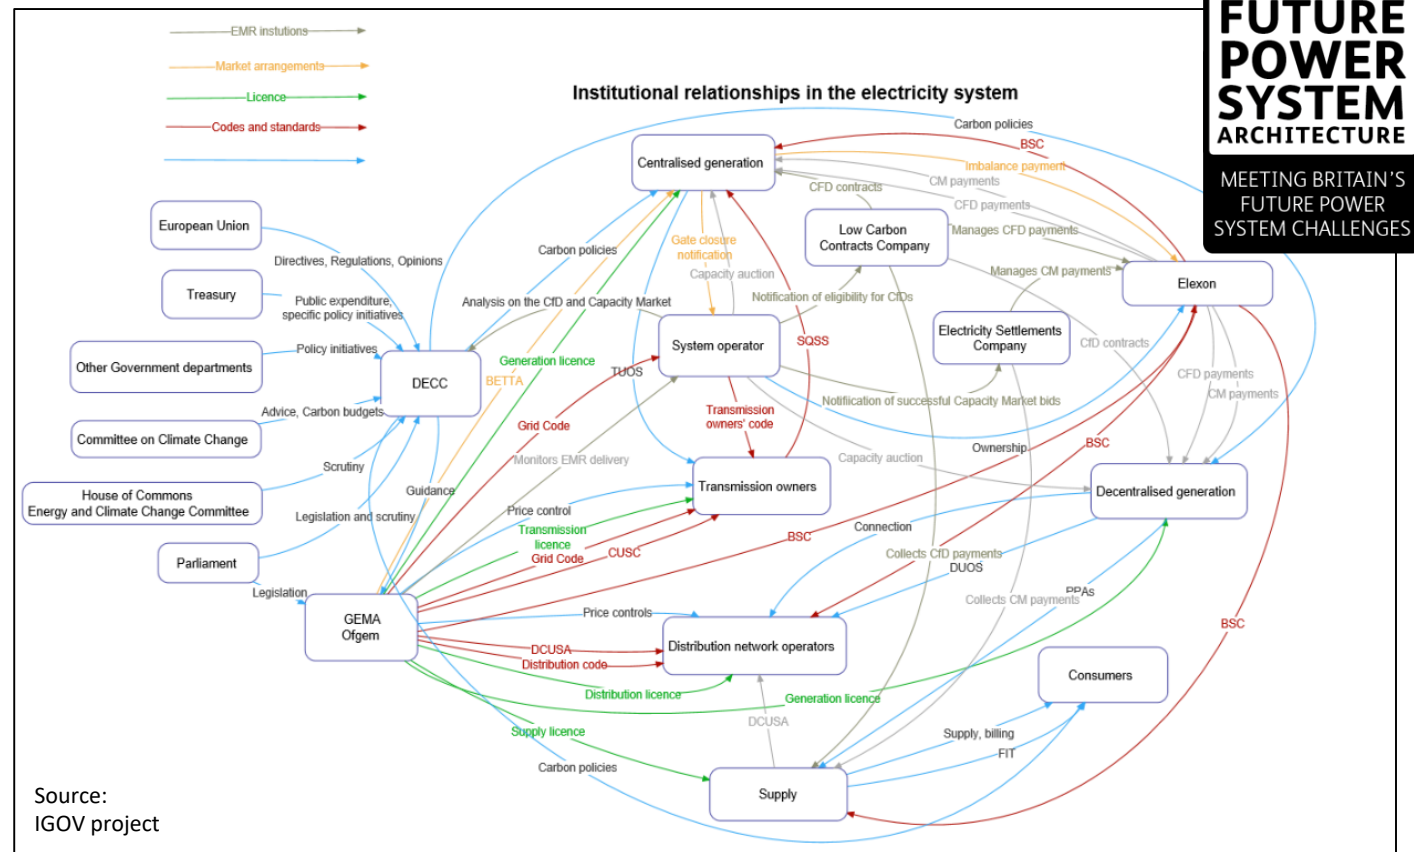 FUTURE
POWER
SYSTEM
ARCHITECTURE
MEETING BRITAIN'S
FUTURE POWER
SYSTEM CHALLENGES
EMR instutions
Market arrangements
Licence
Codes and standards
Institutional relationships in the electricity system
Carbon policies
BSC
Centralised generation
Imbalance payment
CM payments
CFD contracts
CFD payments
European Union
Low Carbon
Contracts Company
Manages CFD payments
Gate closure
notification
Carbon policies
Directives, Regulations, Opinions
Capacity auction
Manages CM payments
Elexon
Treasury
Public expenditure,
specific policy initiatives
Analysis on the CfD and Capacity Market
Notification of eligibility for CfDs
Electricity Settlements
Company
System operator
SQSS
CfD contracts
Policy initiatives
Other Government departments
Generation licence
TUOS
CFD payments
DECC
BETTA
CM payments
Notifiication of successful Capacity Market bids
Advice, Carbon budgets
Transmission
owners' code
Grid Code
Committee on Climate Change
Ownership
BSC
Monitors EMR delivery
Capacity auction
Scrutiny
Transmission owners
Guidance
Decentralised generation
House of Commons
Energy and Climate Change Committee
Price control
Legislation and scrutiny
Connection
Transmission
licence
BSC
Grid Code
CUSC
Collects CfD payments
DUOS
Parliament
Legislation
PPAs
Collects CM payments
GEMA
Ofgem
Price controls
BSC
Distribution network operators
DCUSA
Distribution code
Consumers
Distribution licence
Generation licence
DCUSA
Supply licence
Supply, billing
FIT
Carbon policies
Supply
Source:
IGOV project